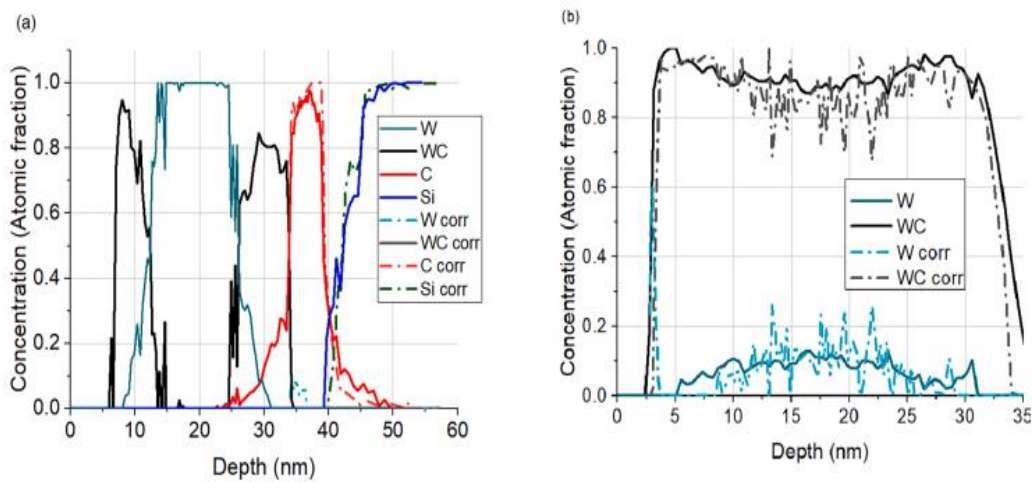 (a)
Concentration (Atomic fraction)
1.0
0.8
0.6
0.4
0.2
0.0
W
WC
C
Si
W corr
WC corr
C corr
Si corr
0 10 20 30 40 50 60
Depth (nm)
(b)
Concentration (Atomic fraction)
1.0
0.8
0.6
0.4
0.2
0.0
W
WC
W corr
WC corr
0 5 10 15 20 25 30 35
Depth (nm)